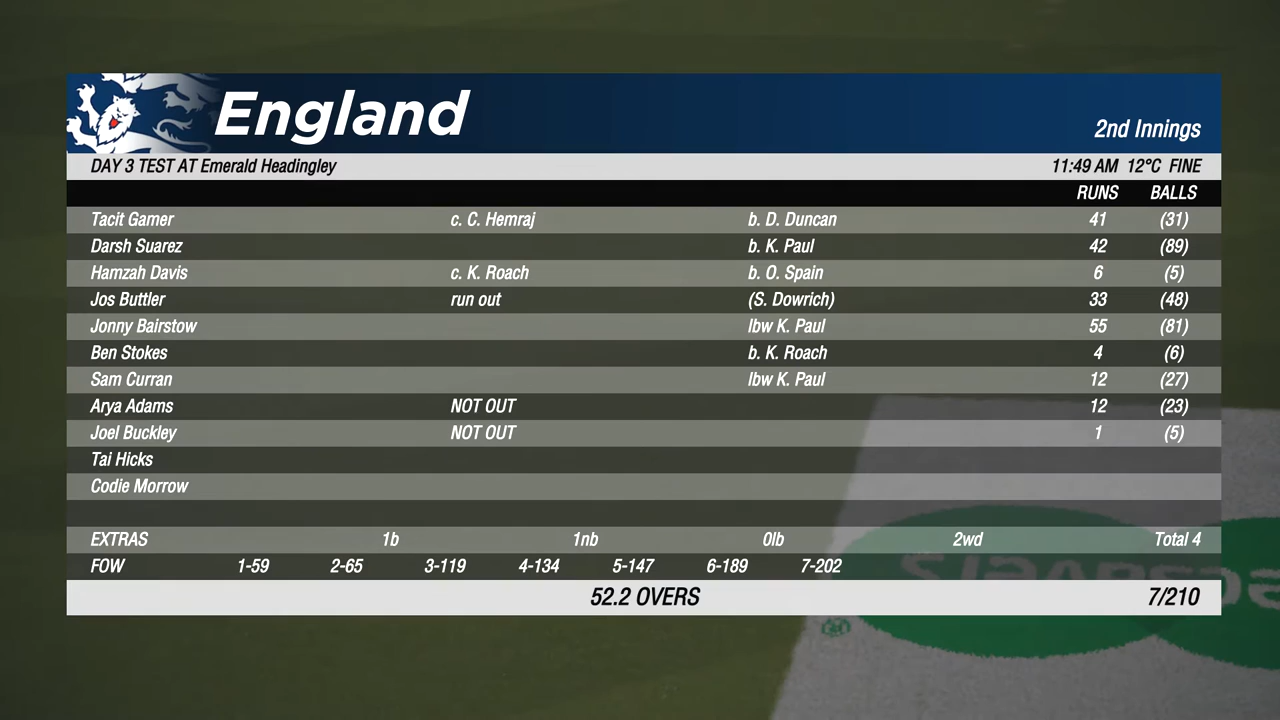 England
2nd Innings
DAY 3 TEST AT Emerald Headingley 11:49 AM 12°C FINE
RUNS BALLS
Tacit Gamer c. C. Hemraj b. D. Duncan 41 (31)
Darsh Suarez b. K. Paul 42 (89)
Hamzah Davis c. K. Roach b. O. Spain 6 (5)
Jos Buttler run out (S. Dowrich) 33 (48)
Jonny Bairstow lbw K. Paul 55 (81)
Ben Stokes b. K. Roach 4 (6)
Sam Curran lbw K. Paul 12 (27)
Arya Adams NOT OUT 12 (23)
Joel Buckley NOT OUT 1 (5)
Tai Hicks
Codie Morrow
EXTRAS 1b 1nb 0lb 2wd Total 4
FOW 1-59 2-65 3-119 4-134 5-147 6-189 7-202
52.2 OVERS 7/210